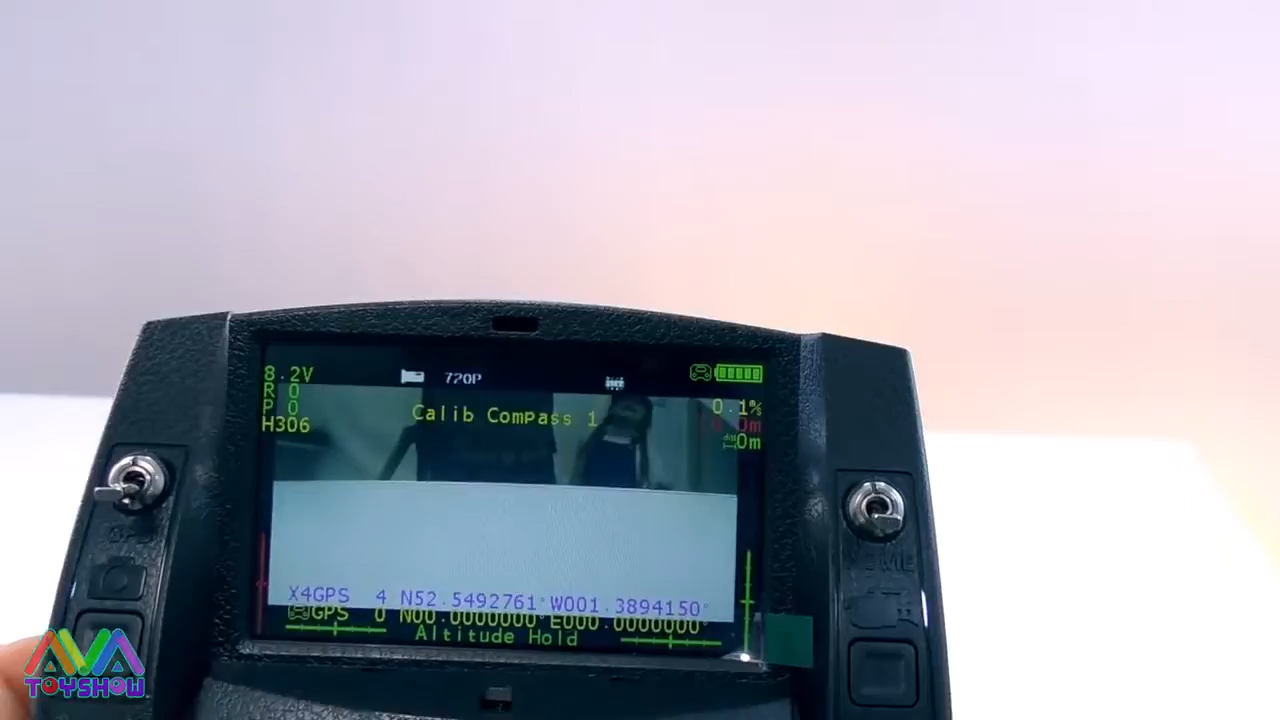 8.2V
720P
R 0
P 0
H306
Calib Compass 1
0.1%
0m
X4GPS 4 N52.5492761° W001.3894150°
GPS 0 N00.0000000° E000.0000000°
Altitude Hold
AVA
TOYSHOW